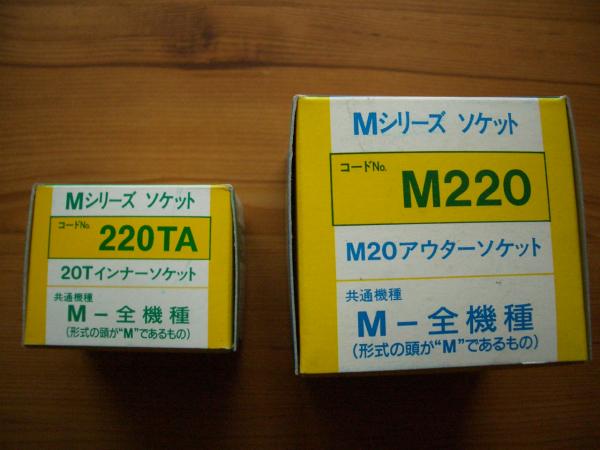 Mシリーズ ソケット
コードNo.
220TA
20Tインナーソケット
共通機種
M－全機種
(形式の頭が“M”であるもの)
Mシリーズ ソケット
コードNo.
M220
M20アウターソケット
共通機種
M－全機種
(形式の頭が“M”であるもの)